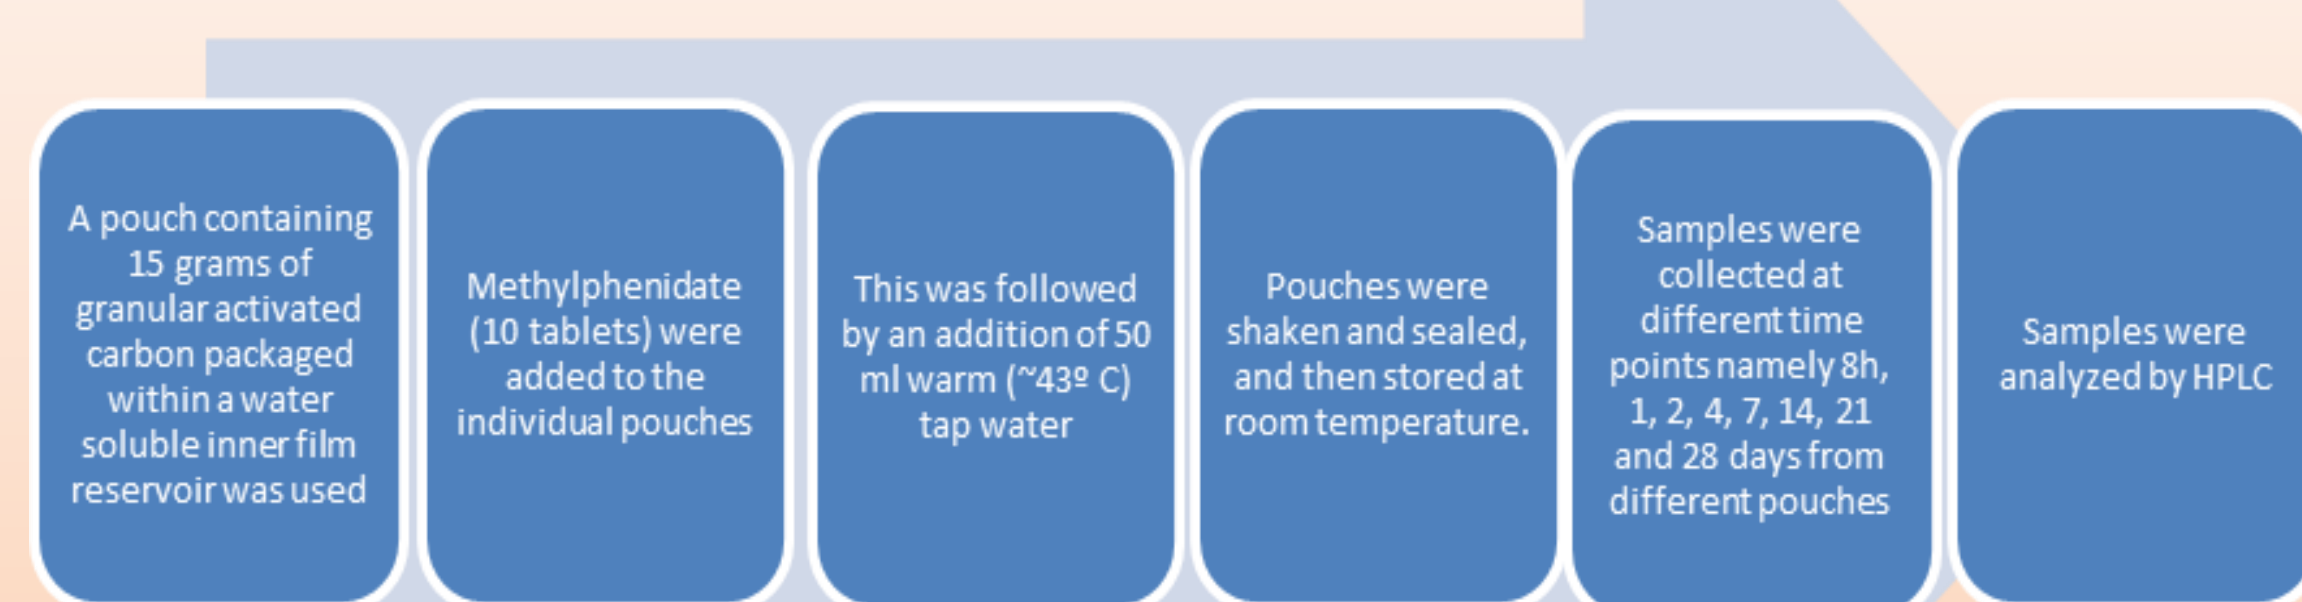 A pouch containing
15 grams of
granular activated
carbon packaged
within a water
soluble inner film
reservoir was used
Methylphenidate
(10 tablets) were
added to the
individual pouches
This was followed
by an addition of 50
ml warm (~43º C)
tap water
Pouches were
shaken and sealed,
and then stored at
room temperature.
Samples were
collected at
different time
points namely 8h,
1, 2, 4, 7, 14, 21
and 28 days from
different pouches
Samples were
analyzed by HPLC